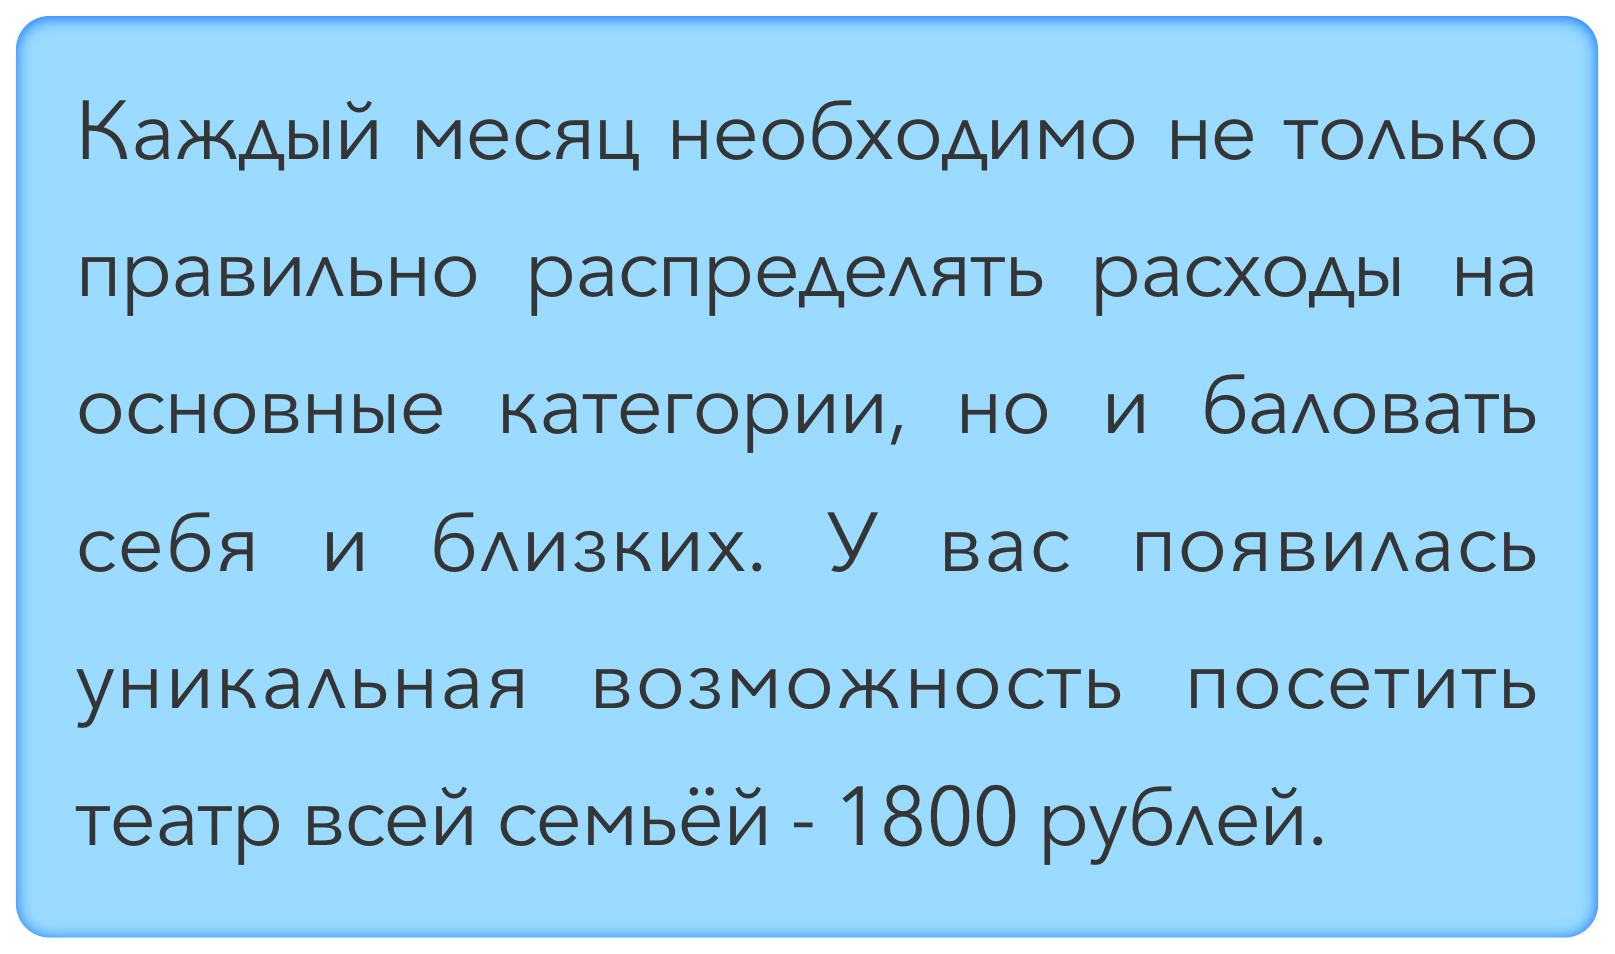 Каждый месяц необходимо не только
правильно распределять расходы на
основные категории, но и баловать
себя и близких. У вас появилась
уникальная возможность посетить
театр всей семьёй - 1800 рублей.